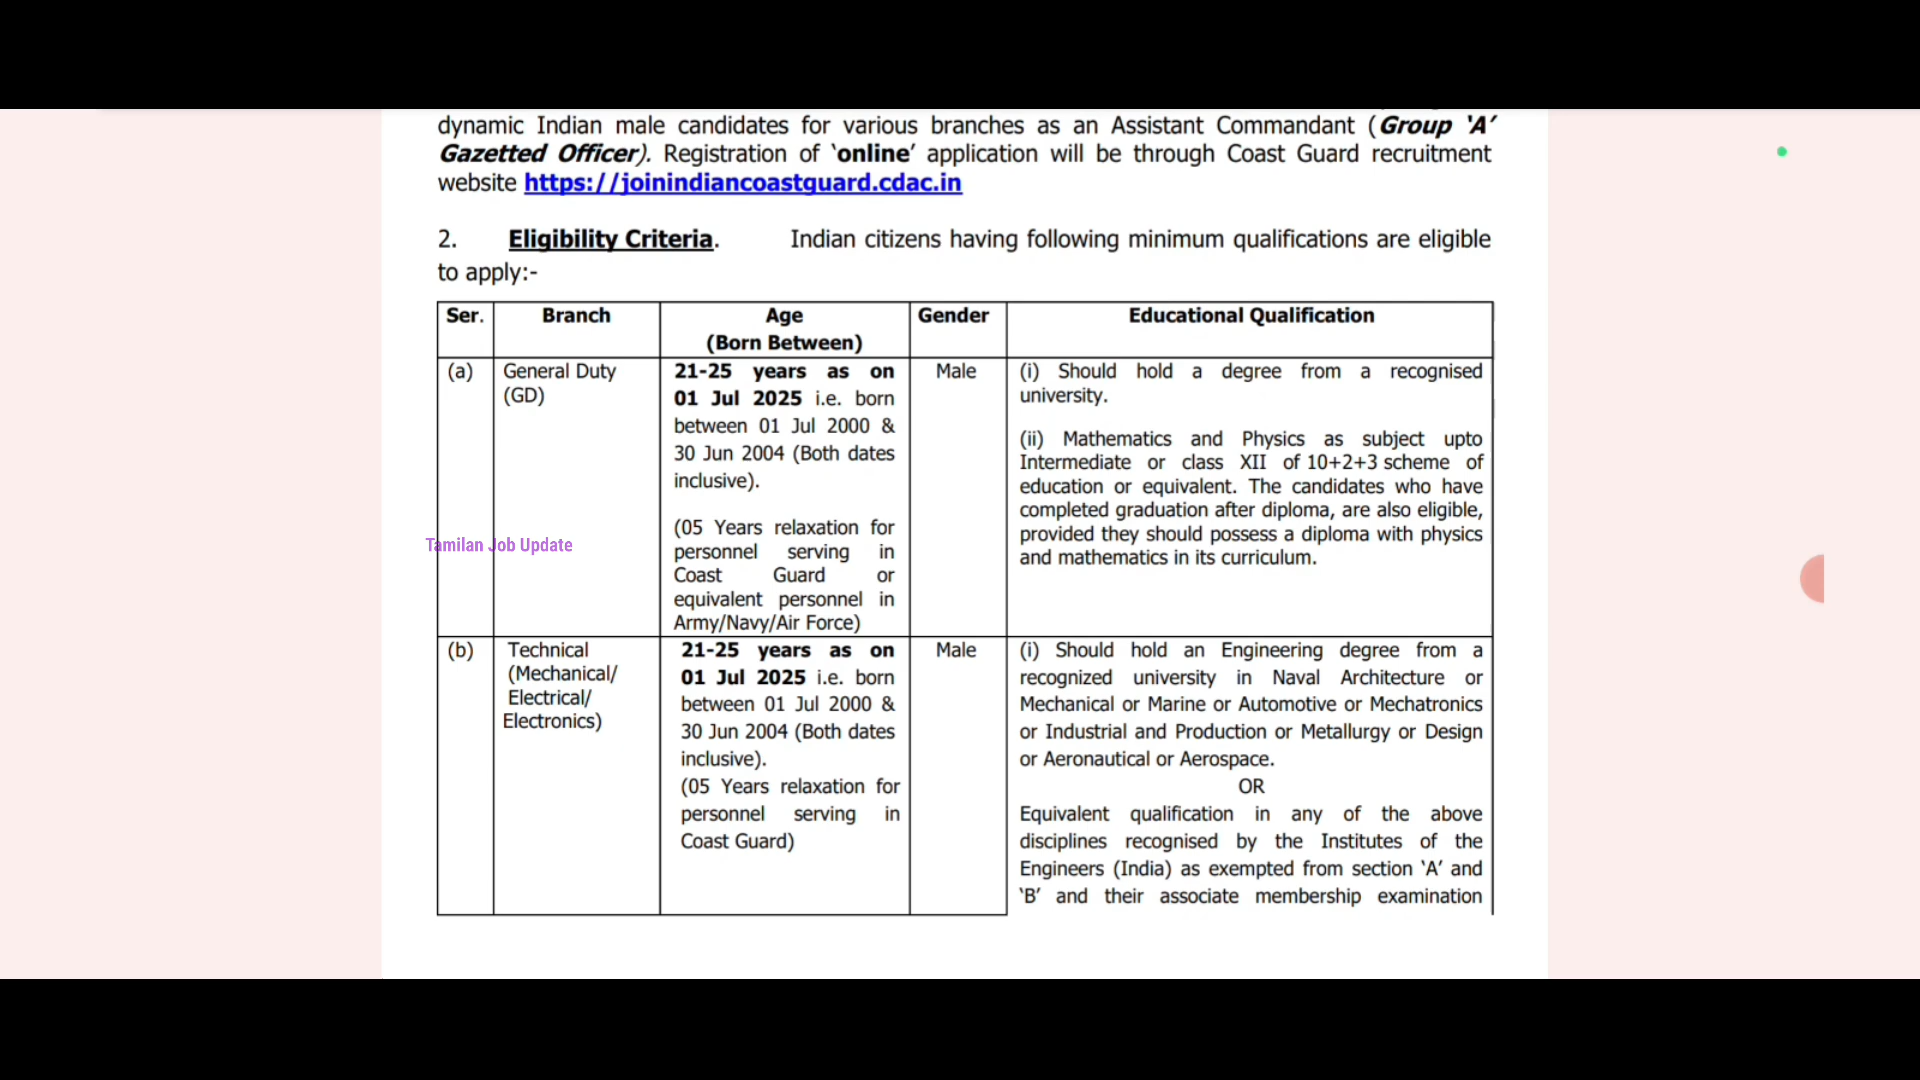 dynamic Indian male candidates for various branches as an Assistant Commandant (Group 'A'
Gazetted Officer). Registration of 'online' application will be through Coast Guard recruitment
website https://joinindiancoastguard.cdac.in
2. Eligibility Criteria. Indian citizens having following minimum qualifications are eligible
to apply:-
Ser. Branch Age Gender Educational Qualification
(Born Between)
(a)
General Duty
(GD)
21-25 years as on
01 Jul 2025 i.e. born
between 01 Jul 2000 &
30 Jun 2004 (Both dates
inclusive).
(05 Years relaxation for
personnel serving in
Coast Guard or
equivalent personnel in
Army/Navy/Air Force)
Male
(i) Should hold a degree from a recognised
university.
(ii) Mathematics and Physics as subject upto
Intermediate or class XII of 10+2+3 scheme of
education or equivalent. The candidates who have
completed graduation after diploma, are also eligible,
provided they should possess a diploma with physics
and mathematics in its curriculum.
Tamilan Job Update
(b)
Technical
(Mechanical/
Electrical/
Electronics)
21-25 years as on
01 Jul 2025 i.e. born
between 01 Jul 2000 &
30 Jun 2004 (Both dates
inclusive).
(05 Years relaxation for
personnel serving in
Coast Guard)
Male
(i) Should hold an Engineering degree from a
recognized university in Naval Architecture or
Mechanical or Marine or Automotive or Mechatronics
or Industrial and Production or Metallurgy or Design
or Aeronautical or Aerospace.
OR
Equivalent qualification in any of the above
disciplines recognised by the Institutes of the
Engineers (India) as exempted from section 'A' and
'B' and their associate membership examination